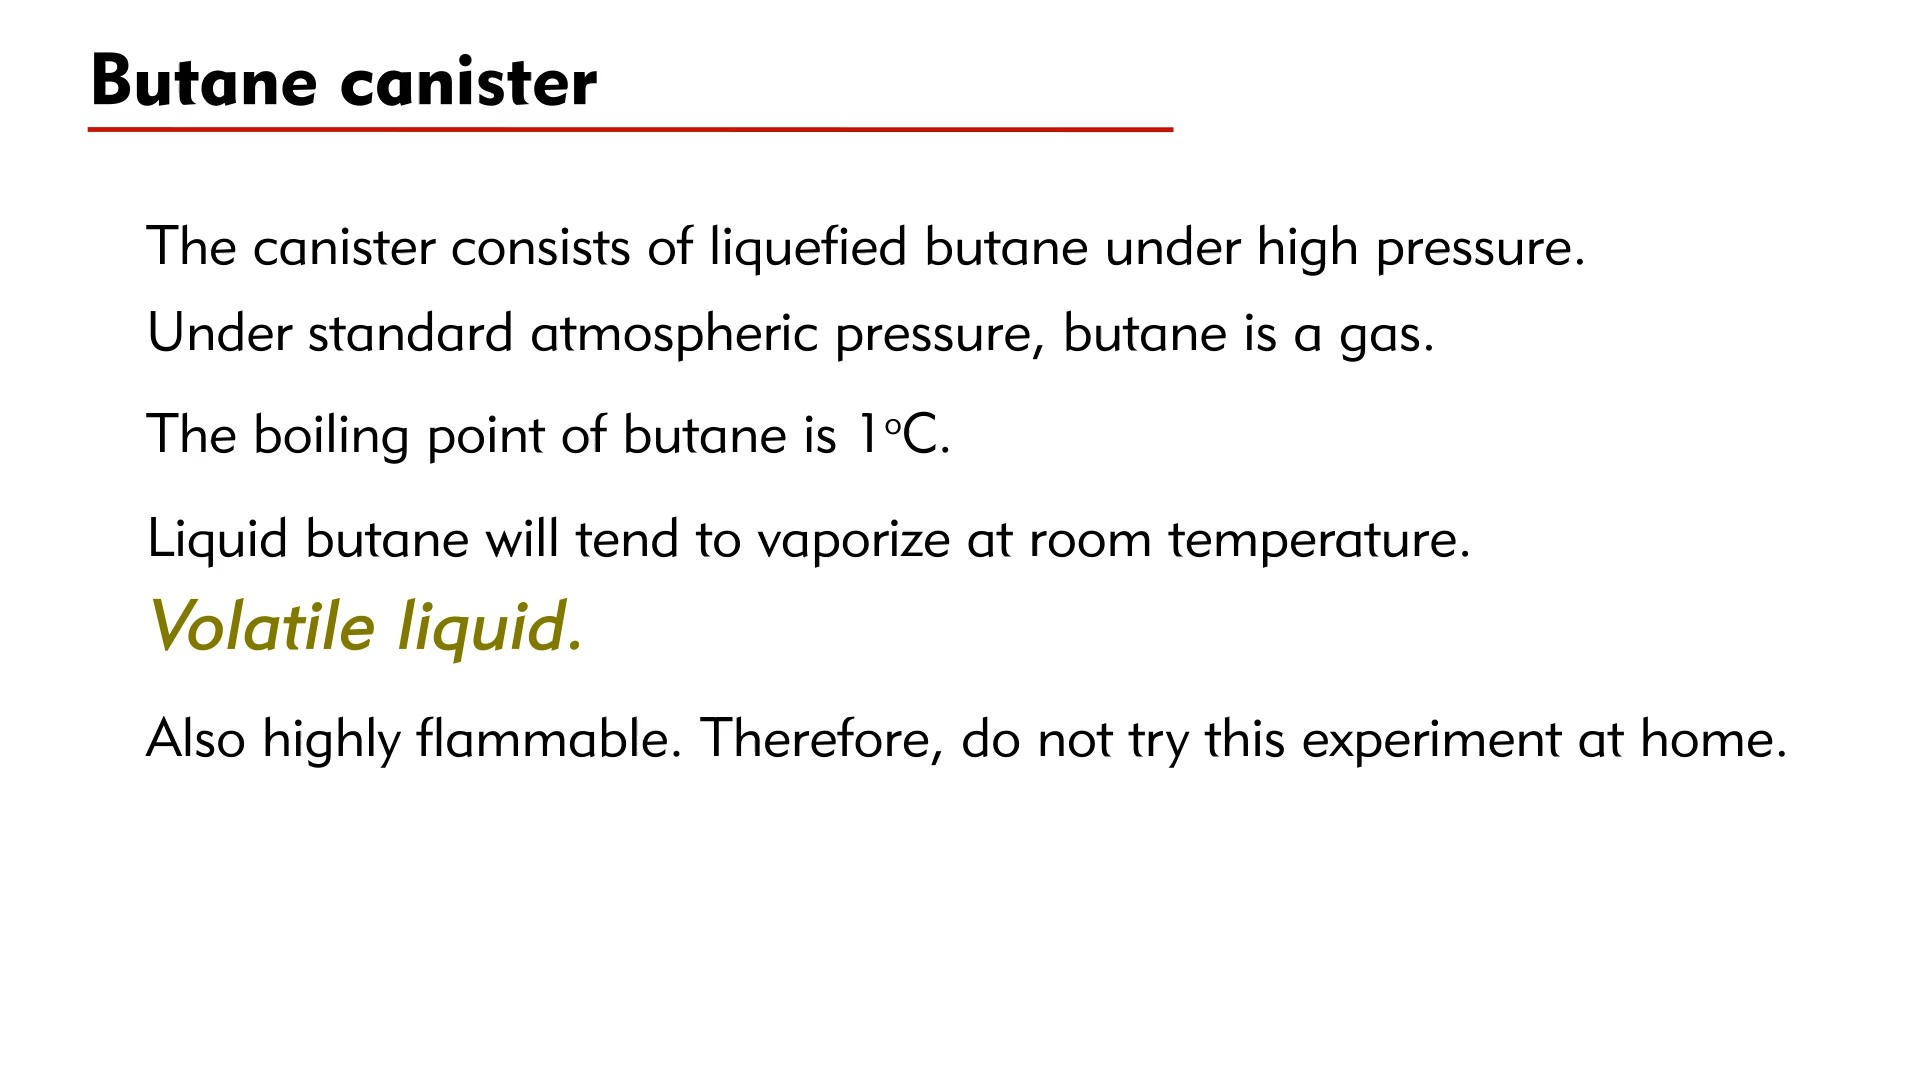 Butane canister
The canister consists of liquefied butane under high pressure.
Under standard atmospheric pressure, butane is a gas.
The boiling point of butane is 1ºC.
Liquid butane will tend to vaporize at room temperature.
Volatile liquid.
Also highly flammable. Therefore, do not try this experiment at home.